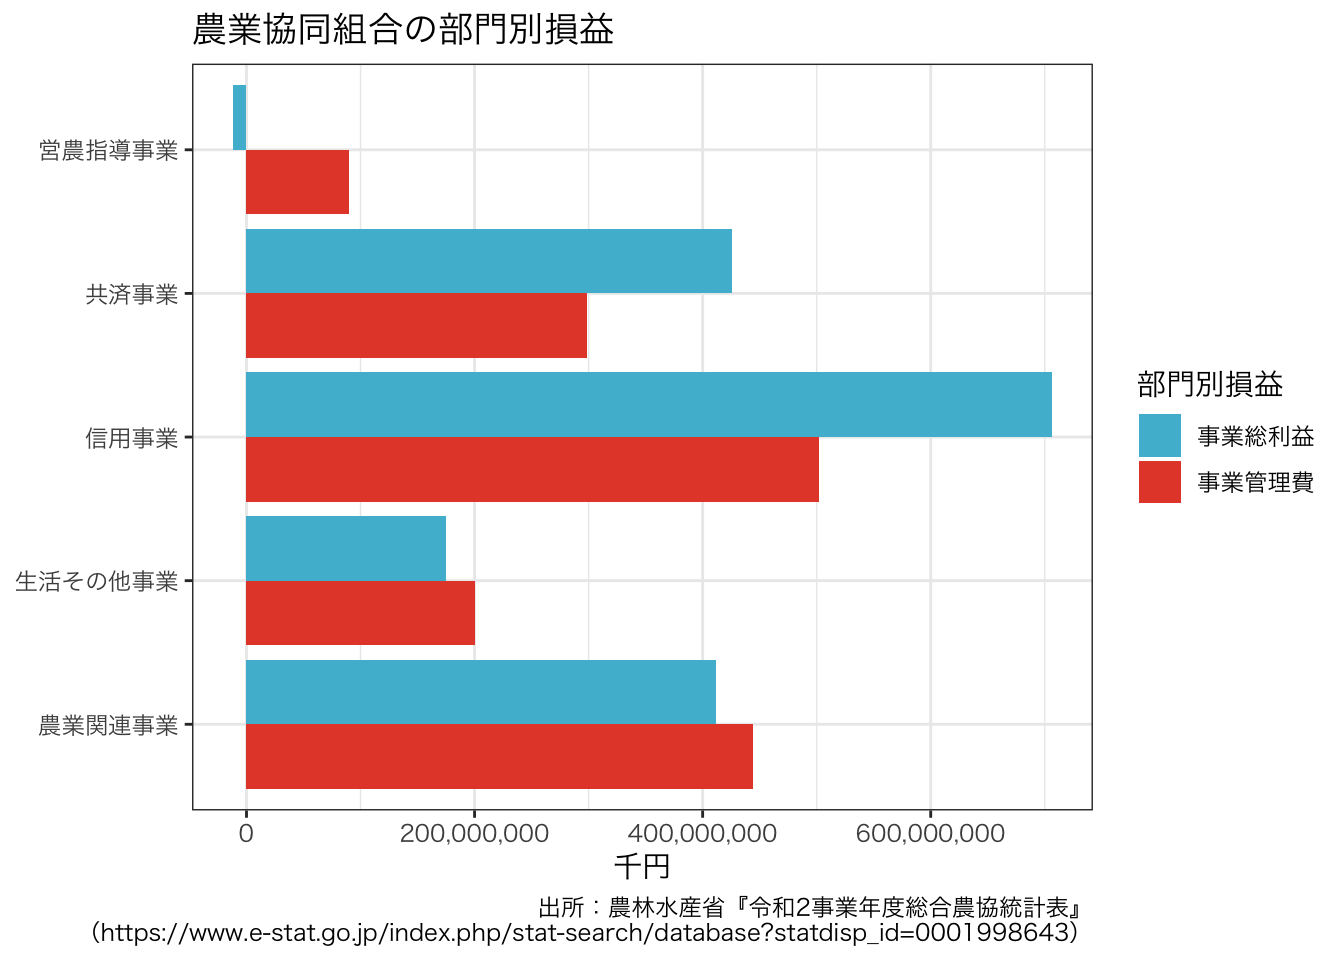 農業協同組合の部門別損益
営農指導事業
共済事業
信用事業
生活その他事業
農業関連事業
0
200,000,000
400,000,000
600,000,000
千円
部門別損益
事業総利益
事業管理費
出所：農林水産省『令和2事業年度総合農協統計表』
（https://www.e-stat.go.jp/index.php/stat-search/database?statdisp_id=0001998643）